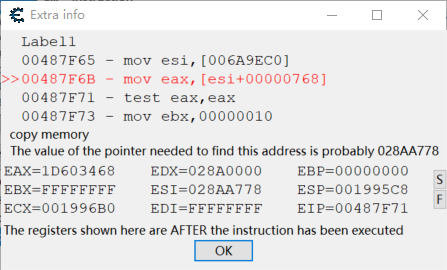 Extra info
Label1
00487F65 - mov esi,[006A9EC0]
>>00487F6B - mov eax,[esi+00000768]
00487F71 - test eax,eax
00487F73 - mov ebx,00000010
copy memory
The value of the pointer needed to find this address is probably 028AA778
EAX=1D603468 EDX=028A0000 EBP=00000000
EBX=FFFFFFFF ESI=028AA778 ESP=001995C8
ECX=001996B0 EDI=FFFFFFFF EIP=00487F71
S
F
The registers shown here are AFTER the instruction has been executed
OK